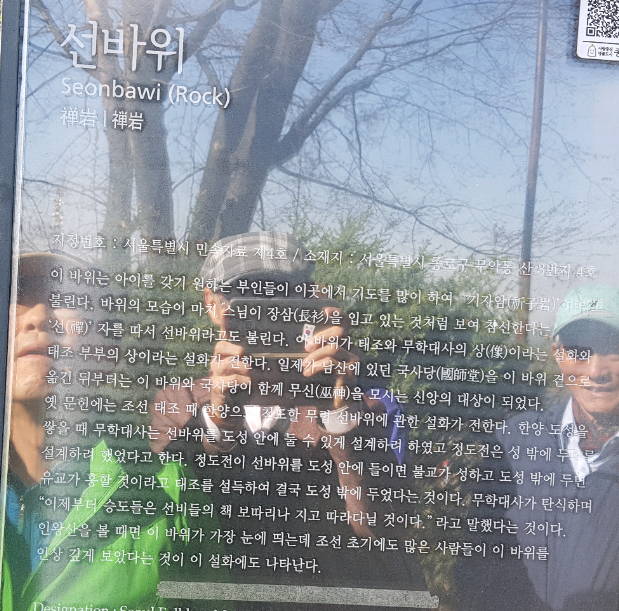 선바위
Seonbawi (Rock)
禅岩 | 禅岩
지정번호 : 서울특별시 민속자료 제4호 / 소재지 : 서울특별시 종로구 무악동 산 3번지 4호
이 바위는 아이를 갖기 원하는 부인들이 이곳에서 기도를 많이 하여 '기자암(祈子岩)'이라고
불린다. 바위의 모습이 마치 스님이 장삼(長衫)을 입고 있는 것처럼 보여 참선한다는
'선(禪)' 자를 따서 선바위라고도 불린다. 이 바위가 태조와 무학대사의 상(像)이라는 설화와
태조 부부의 상이라는 설화가 전한다. 일제가 남산에 있던 국사당(國師堂)을 이 바위 곁으로
옮긴 뒤부터는 이 바위와 국사당이 함께 무신(巫神)을 모시는 신앙의 대상이 되었다.
옛 문헌에는 조선 태조 때 한양으로 정도할 무렵 선바위에 관한 설화가 전한다. 한양 도성을
쌓을 때 무학대사는 선바위를 도성 안에 둘 수 있게 설계하려 하였고 정도전은 성 밖에 두도록
설계하려 했었다고 한다. 정도전이 선바위를 도성 안에 들이면 불교가 성하고 도성 밖에 두면
유교가 흥할 것이라고 태조를 설득하여 결국 도성 밖에 두었다는 것이다. 무학대사가 탄식하며
"이제부터 승도들은 선비들의 책 보따리나 지고 따라다닐 것이다." 라고 말했다는 것이다.
인왕산을 볼 때면 이 바위가 가장 눈에 띄는데 조선 초기에도 많은 사람들이 이 바위를
인상 깊게 보았다는 것이 이 설화에도 나타난다.
Designation : Seoul